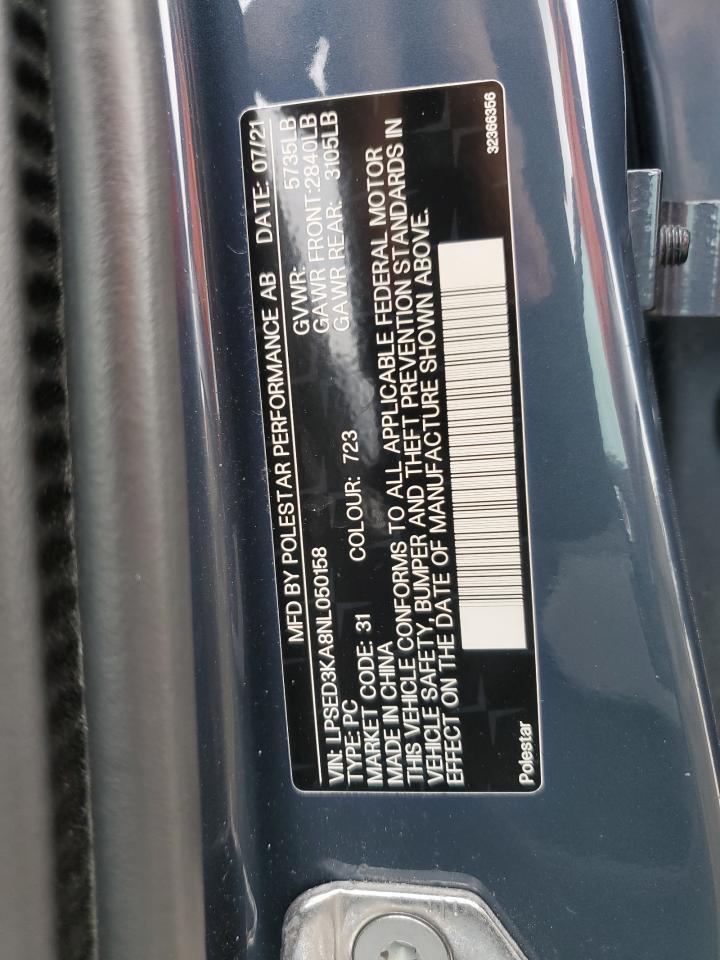 MFD BY POLESTAR PERFORMANCE AB DATE: 07/21
GVWR: 5735LB
VIN: LPSED3KA8NL050158 GAWR FRONT: 2840LB
TYPE: PC GAWR REAR: 3105LB
MARKET CODE: 31 COLOUR: 723
MADE IN CHINA
THIS VEHICLE CONFORMS TO ALL APPLICABLE FEDERAL MOTOR
VEHICLE SAFETY, BUMPER AND THEFT PREVENTION STANDARDS IN
EFFECT ON THE DATE OF MANUFACTURE SHOWN ABOVE.
Polestar 32366356